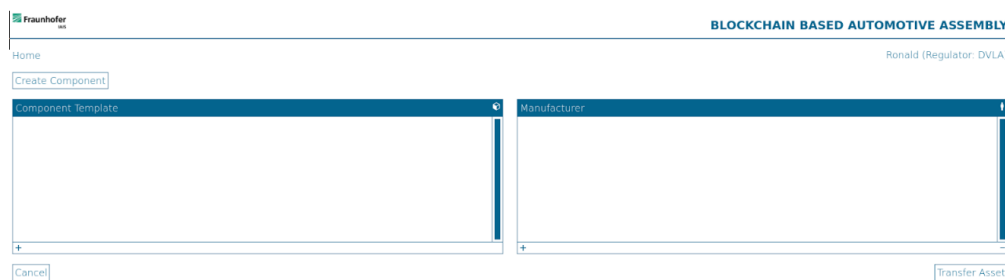 Fraunhofer
BLOCKCHAIN BASED AUTOMOTIVE ASSEMBLY
Home
Ronald (Regulator: DVLA
Create Component
Component Template
Manufacturer
+
+
Cancel
Transfer Asset